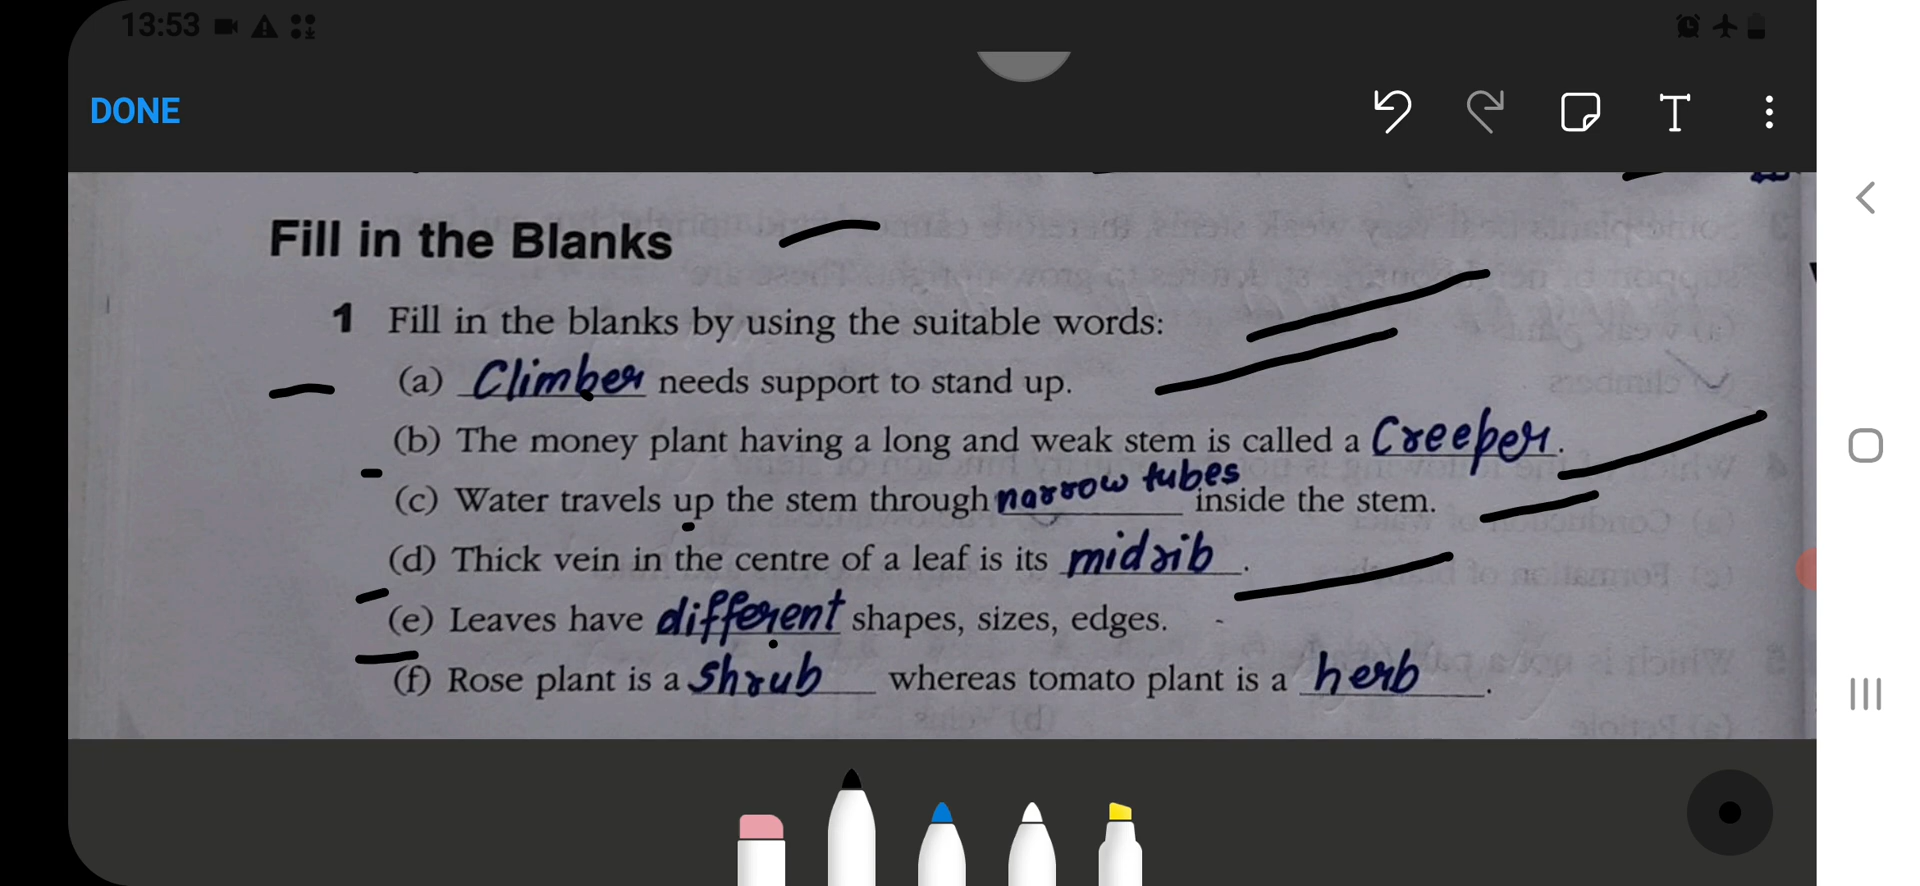 13:53
DONE
T
Fill in the Blanks
1 Fill in the blanks by using the suitable words:
(a) Climber needs support to stand up.
(b) The money plant having a long and weak stem is called a Creeper.
(c) Water travels up the stem through narrow tubes inside the stem.
(d) Thick vein in the centre of a leaf is its midrib.
(e) Leaves have different shapes, sizes, edges.
(f) Rose plant is a shrub whereas tomato plant is a herb.